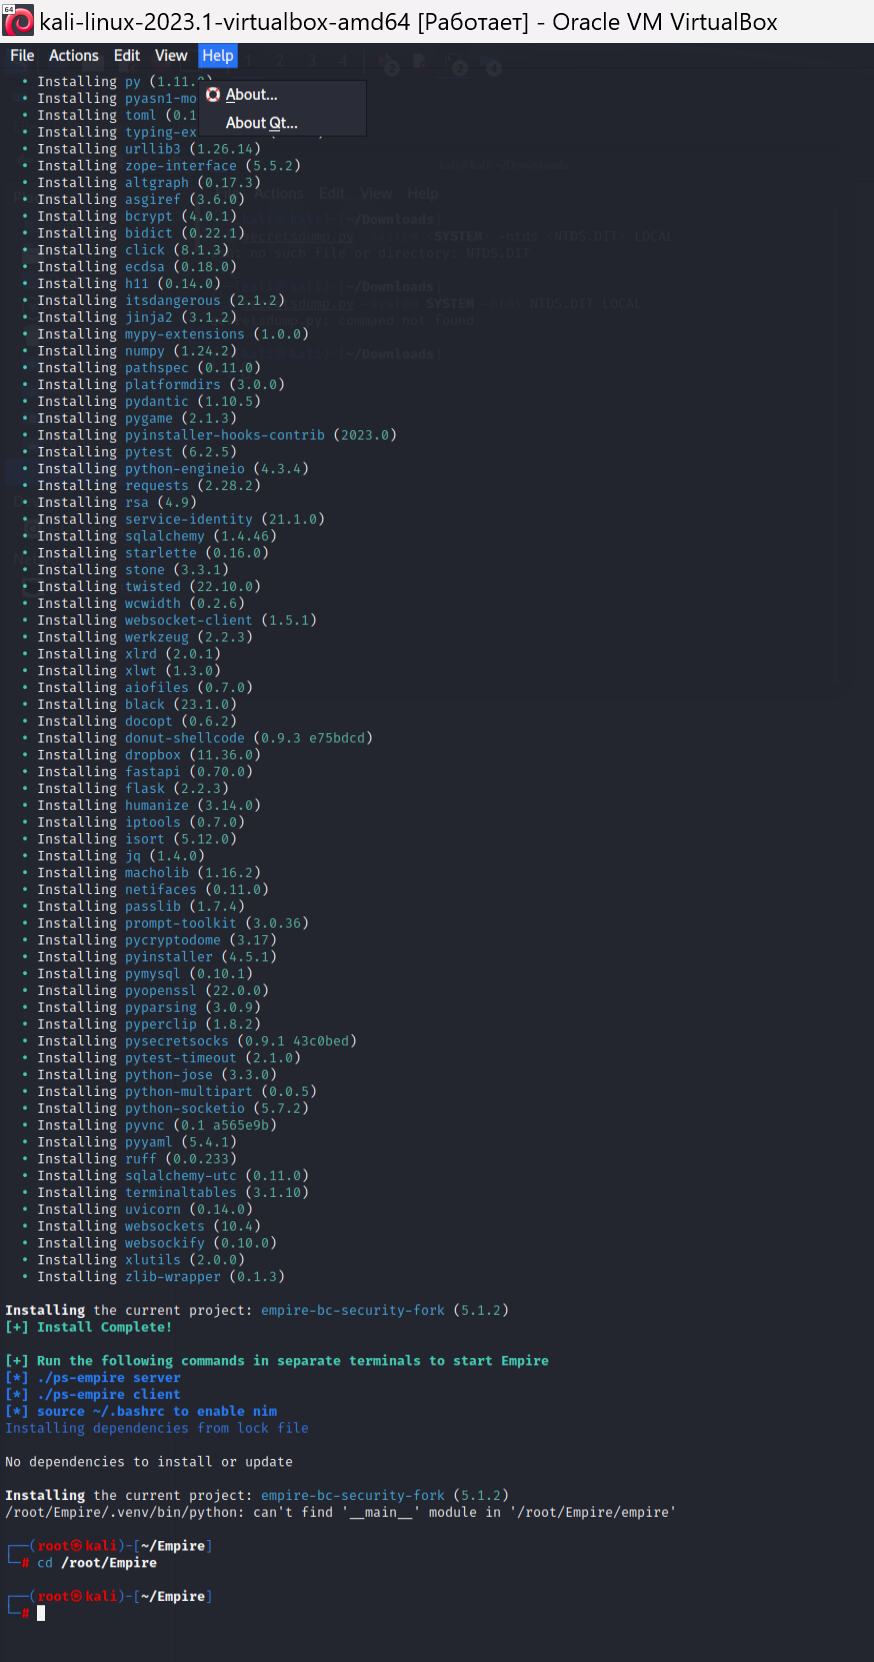 64
kali-linux-2023.1-virtualbox-amd64 [Работает] - Oracle VM VirtualBox
File Actions Edit View Help
About...
About Qt...
• Installing py (1.11.
• Installing pyasn1-mo
• Installing toml (0.1
• Installing typing-ex
• Installing urllib3 (1.26.14)
• Installing zope-interface (5.5.2)
• Installing altgraph (0.17.3)
• Installing asgiref (3.6.0)
• Installing bcrypt (4.0.1)
• Installing bidict (0.22.1)
• Installing click (8.1.3)
• Installing ecdsa (0.18.0)
• Installing h11 (0.14.0)
• Installing itsdangerous (2.1.2)
• Installing jinja2 (3.1.2)
• Installing mypy-extensions (1.0.0)
• Installing numpy (1.24.2)
• Installing pathspec (0.11.0)
• Installing platformdirs (3.0.0)
• Installing pydantic (1.10.5)
• Installing pygame (2.1.3)
• Installing pyinstaller-hooks-contrib (2023.0)
• Installing pytest (6.2.5)
• Installing python-engineio (4.3.4)
• Installing requests (2.28.2)
• Installing rsa (4.9)
• Installing service-identity (21.1.0)
• Installing sqlalchemy (1.4.46)
• Installing starlette (0.16.0)
• Installing stone (3.3.1)
• Installing twisted (22.10.0)
• Installing wcwidth (0.2.6)
• Installing websocket-client (1.5.1)
• Installing werkzeug (2.2.3)
• Installing xlrd (2.0.1)
• Installing xlwt (1.3.0)
• Installing aiofiles (0.7.0)
• Installing black (23.1.0)
• Installing docopt (0.6.2)
• Installing donut-shellcode (0.9.3 e75bdcd)
• Installing dropbox (11.36.0)
• Installing fastapi (0.70.0)
• Installing flask (2.2.3)
• Installing humanize (3.14.0)
• Installing iptools (0.7.0)
• Installing isort (5.12.0)
• Installing jq (1.4.0)
• Installing macholib (1.16.2)
• Installing netifaces (0.11.0)
• Installing passlib (1.7.4)
• Installing prompt-toolkit (3.0.36)
• Installing pycryptodome (3.17)
• Installing pyinstaller (4.5.1)
• Installing pymysql (0.10.1)
• Installing pyopenssl (22.0.0)
• Installing pyparsing (3.0.9)
• Installing pyperclip (1.8.2)
• Installing pysecretsocks (0.9.1 43c0bed)
• Installing pytest-timeout (2.1.0)
• Installing python-jose (3.3.0)
• Installing python-multipart (0.0.5)
• Installing python-socketio (5.7.2)
• Installing pyvnc (0.1 a565e9b)
• Installing pyyaml (5.4.1)
• Installing ruff (0.0.233)
• Installing sqlalchemy-utc (0.11.0)
• Installing terminaltables (3.1.10)
• Installing uvicorn (0.14.0)
• Installing websockets (10.4)
• Installing websockify (0.10.0)
• Installing xlutils (2.0.0)
• Installing zlib-wrapper (0.1.3)
Installing the current project: empire-bc-security-fork (5.1.2)
[+] Install Complete!
[+] Run the following commands in separate terminals to start Empire
[*] ./ps-empire server
[*] ./ps-empire client
[*] source ~/.bashrc to enable nim
Installing dependencies from lock file
No dependencies to install or update
Installing the current project: empire-bc-security-fork (5.1.2)
/root/Empire/.venv/bin/python: can't find '__main__' module in '/root/Empire/empire'
┌──(root㉿kali)-[~/Empire]
└─# cd /root/Empire
┌──(root㉿kali)-[~/Empire]
└─#